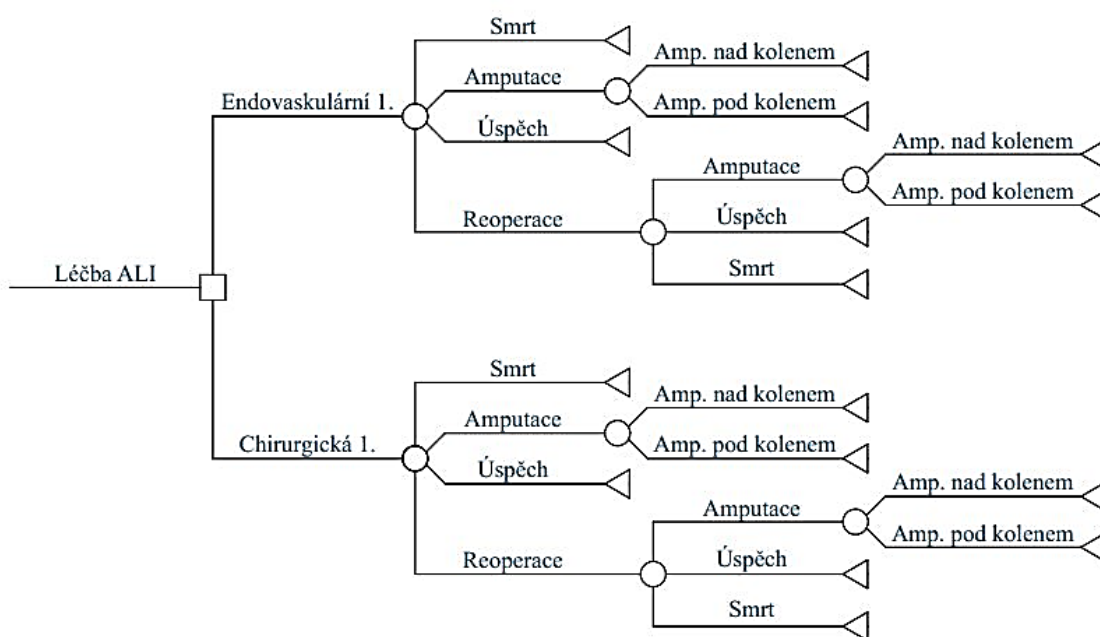 Smrt
Amp. nad kolenem
Amputace
Endovaskulární 1.
Amp. pod kolenem
Úspěch
Amp. nad kolenem
Amputace
Amp. pod kolenem
Reoperace
Úspěch
Smrt
Léčba ALI
Smrt
Amp. nad kolenem
Amputace
Chirurgická 1.
Amp. pod kolenem
Úspěch
Amp. nad kolenem
Amputace
Amp. pod kolenem
Reoperace
Úspěch
Smrt